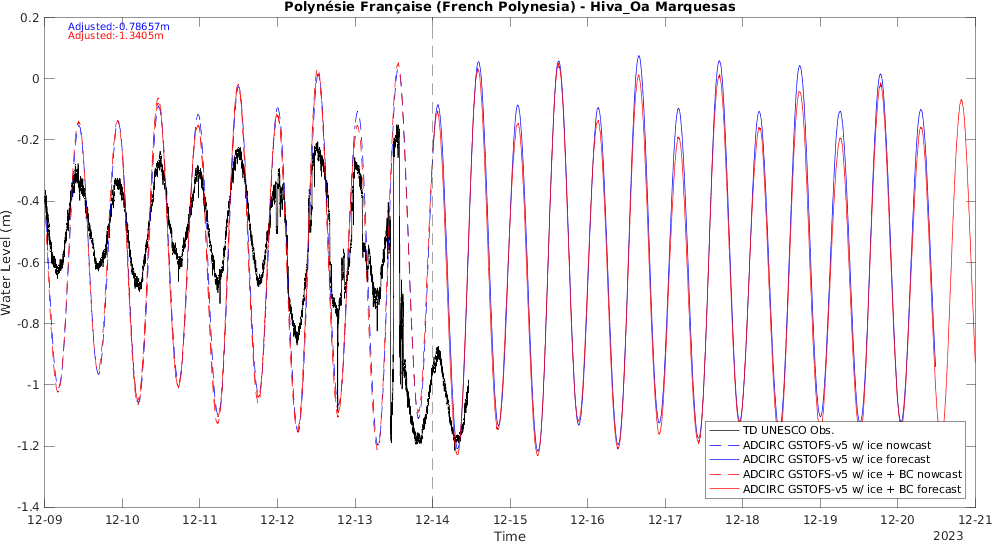 Polynésie Française (French Polynesia) - Hiva_Oa Marquesas
Adjusted:-0.78657m
Adjusted:-1.3405m
0.2
0
-0.2
-0.4
-0.6
-0.8
-1
-1.2
-1.4
Water Level (m)
TD UNESCO Obs.
ADCIRC GSTOFS-v5 w/ ice nowcast
ADCIRC GSTOFS-v5 w/ ice forecast
ADCIRC GSTOFS-v5 w/ ice + BC nowcast
ADCIRC GSTOFS-v5 w/ ice + BC forecast
12-09 12-10 12-11 12-12 12-13 12-14 12-15 12-16 12-17 12-18 12-19 12-20 12-21
Time
2023